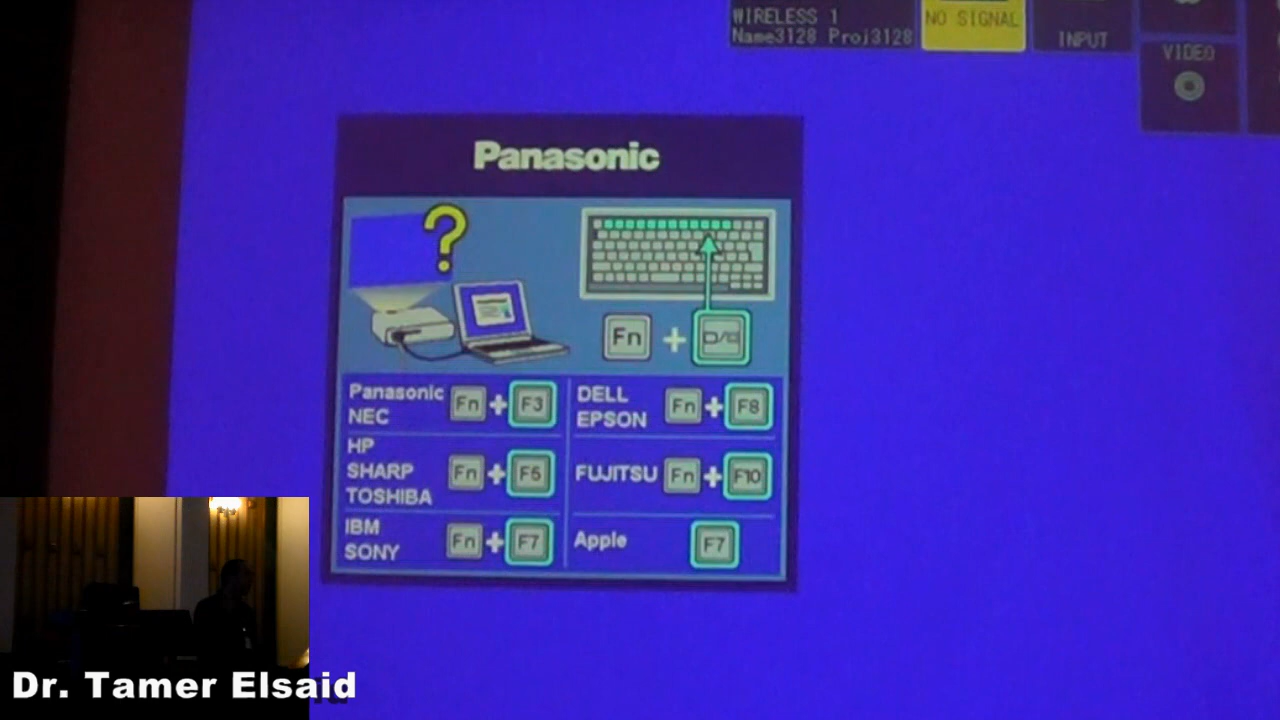 WIRELESS 1
Name3128 Proj3128
NO SIGNAL
INPUT
VIDEO
Panasonic
?
Fn +
Panasonic
NEC
Fn + F3
DELL
EPSON
Fn + F8
HP
SHARP
TOSHIBA
Fn + F5
FUJITSU
Fn + F10
IBM
SONY
Fn + F7
Apple
F7
Dr. Tamer Elsaid